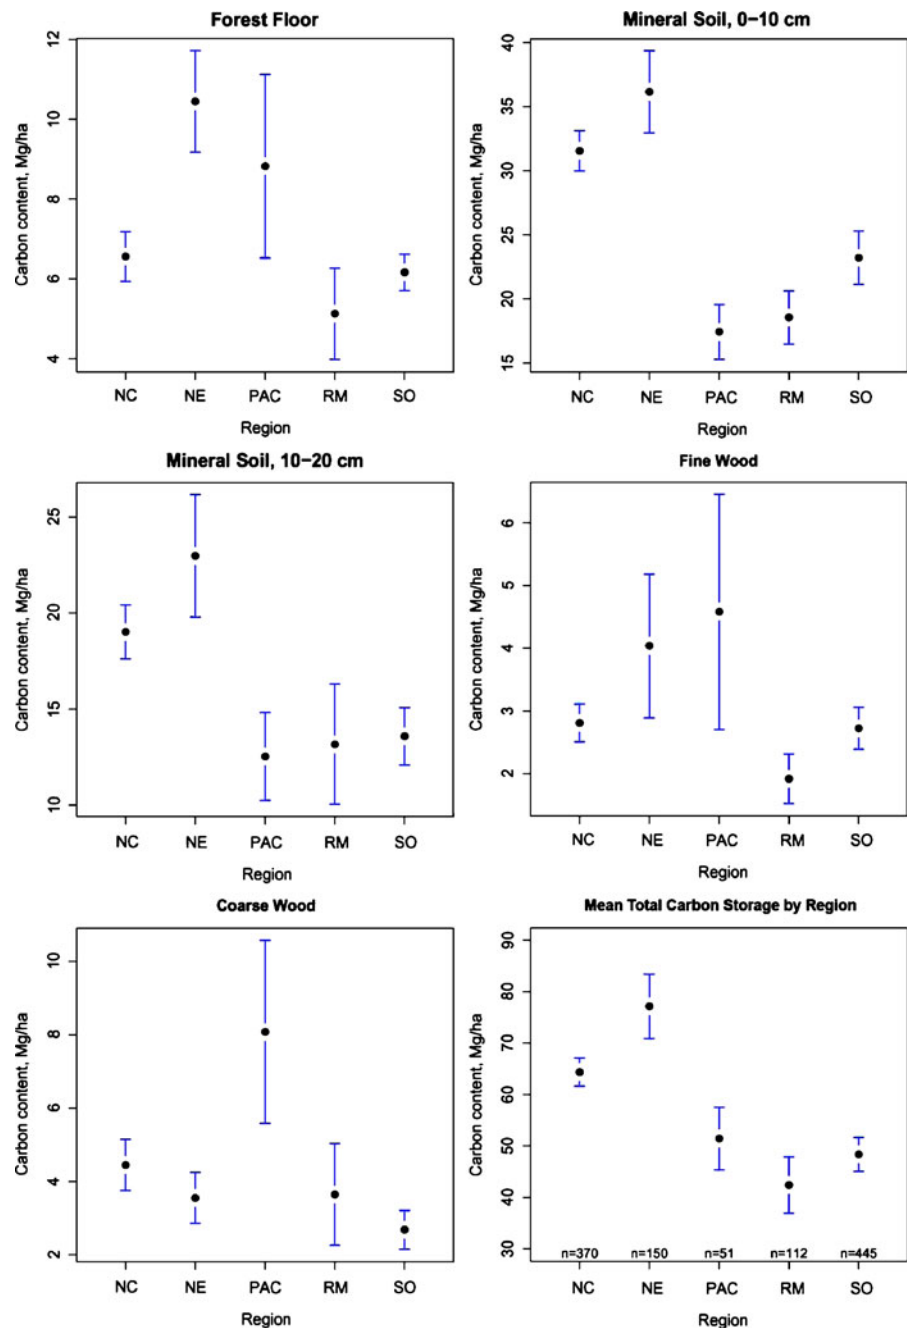 Forest Floor
Carbon content, Mg/ha
12
10
8
6
4
NC NE PAC RM SO
Region
Mineral Soil, 0−10 cm
Carbon content, Mg/ha
40
35
30
25
20
15
NC NE PAC RM SO
Region
Mineral Soil, 10−20 cm
Carbon content, Mg/ha
25
20
15
10
NC NE PAC RM SO
Region
Fine Wood
Carbon content, Mg/ha
6
5
4
3
2
NC NE PAC RM SO
Region
Coarse Wood
Carbon content, Mg/ha
10
8
6
4
2
NC NE PAC RM SO
Region
Mean Total Carbon Storage by Region
Carbon content, Mg/ha
90
80
70
60
50
40
30
n=370 n=150 n=51 n=112 n=445
NC NE PAC RM SO
Region